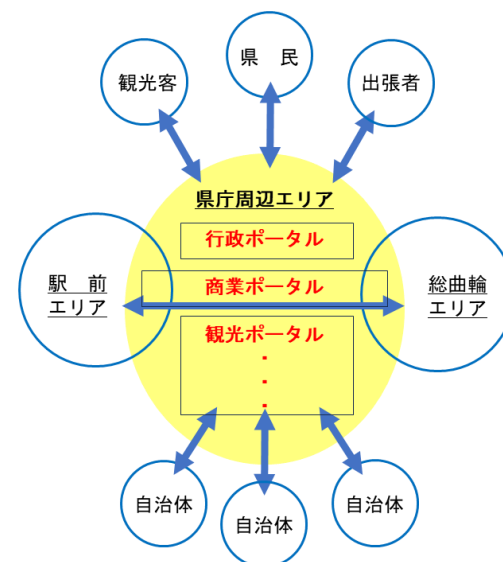 県　民
観光客
出張者
県庁周辺エリア
行政ポータル
駅　前
エリア
商業ポータル
総曲輪
エリア
観光ポータル
・
・
・
自治体
自治体
自治体